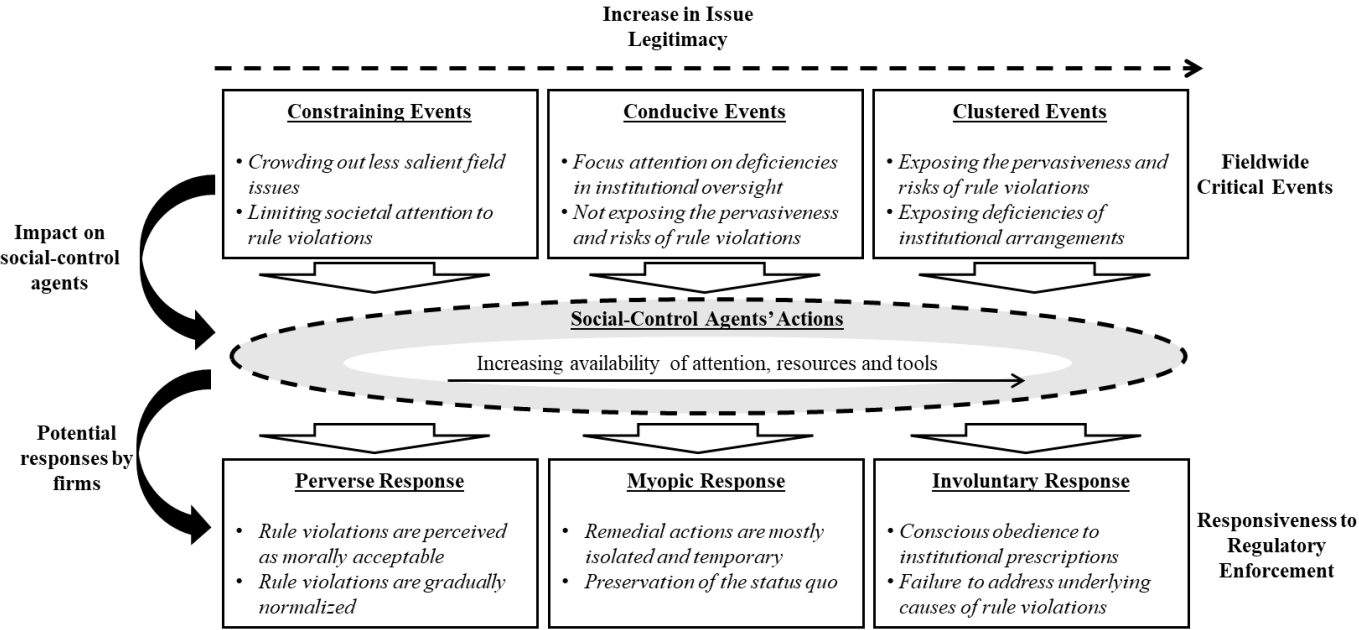 Increase in Issue
Legitimacy
Constraining Events
• Crowding out less salient field
issues
• Limiting societal attention to
rule violations
Conducive Events
• Focus attention on deficiencies
in institutional oversight
• Not exposing the pervasiveness
and risks of rule violations
Clustered Events
• Exposing the pervasiveness and
risks of rule violations
• Exposing deficiencies of
institutional arrangements
Fieldwide
Critical Events
Impact on
social-control
agents
Social-Control Agents' Actions
Increasing availability of attention, resources and tools
Potential
responses by
firms
Perverse Response
• Rule violations are perceived
as morally acceptable
• Rule violations are gradually
normalized
Myopic Response
• Remedial actions are mostly
isolated and temporary
• Preservation of the status quo
Involuntary Response
• Conscious obedience to
institutional prescriptions
• Failure to address underlying
causes of rule violations
Responsiveness to
Regulatory
Enforcement